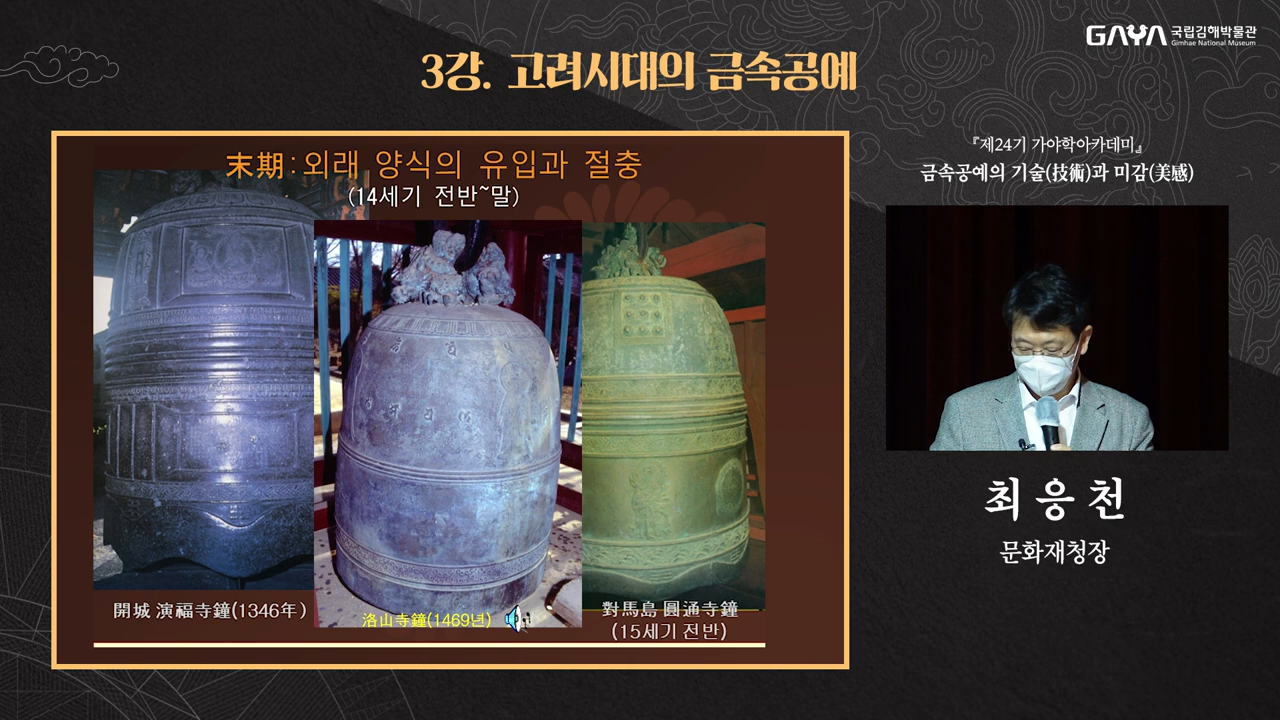 GAYA 국립김해박물관
Gimhae National Museum
3강. 고려시대의 금속공예
『제24기 가야학아카데미』
금속공예의 기술(技術)과 미감(美感)
末期:외래 양식의 유입과 절충
(14세기 전반~말)
開城 演福寺鐘(1346年)
洛山寺鐘(1469년)
對馬島 圓通寺鐘
(15세기 전반)
최응천
문화재청장